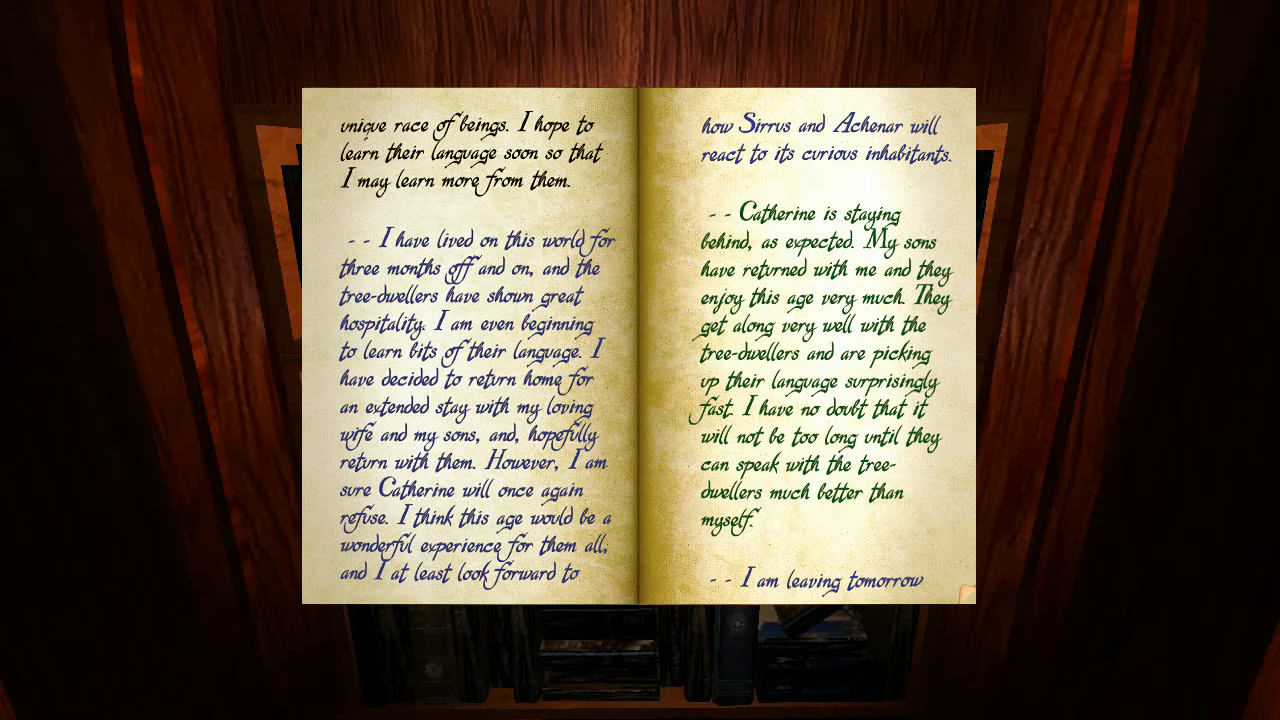 unique race of beings. I hope to
learn their language soon so that
I may learn more from them.
-- I have lived on this world for
three months off and on, and the
tree-dwellers have shown great
hospitality. I am even beginning
to learn bits of their language. I
have decided to return home for
an extended stay with my loving
wife and my sons, and, hopefully
return with them. However, I am
sure Catherine will once again
refuse. I think this age would be a
wonderful experience for them all,
and I at least look forward to
how Sirrus and Achenar will
react to its curious inhabitants.
-- Catherine is staying
behind, as expected. My sons
have returned with me and they
enjoy this age very much. They
get along very well with the
tree-dwellers and are picking
up their language surprisingly
fast. I have no doubt that it
will not be too long until they
can speak with the tree-
dwellers much better than
myself.
-- I am leaving tomorrow